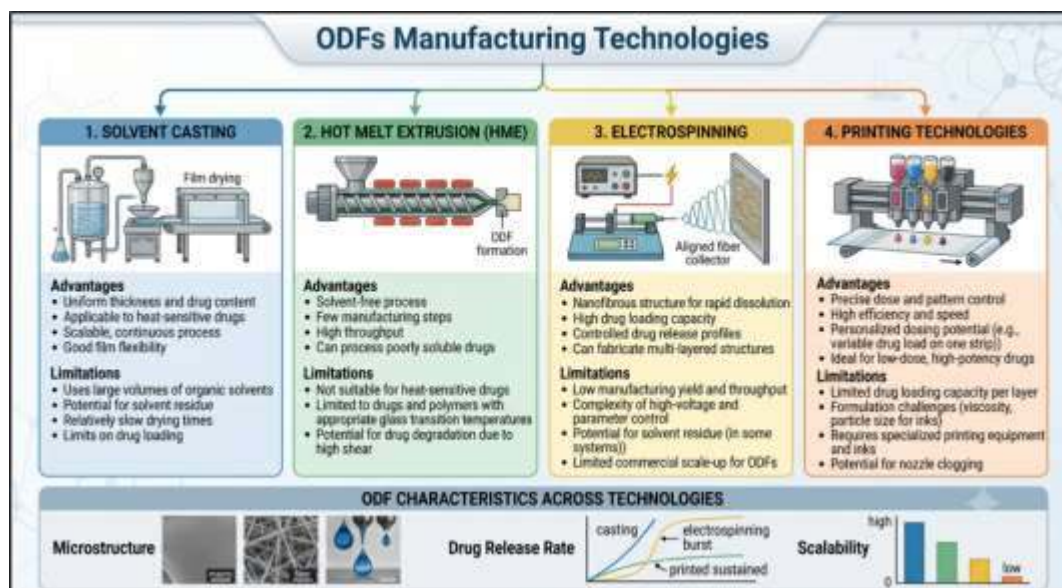 ODFs Manufacturing Technologies
1. SOLVENT CASTING
Film drying
Advantages
• Uniform thickness and drug content
• Applicable to heat-sensitive drugs
• Scalable, continuous process
• Good film flexibility
Limitations
• Uses large volumes of organic solvents
• Potential for solvent residue
• Relatively slow drying times
• Limits on drug loading
2. HOT MELT EXTRUSION (HME)
ODF
formation
Advantages
• Solvent-free process
• Few manufacturing steps
• High throughput
• Can process poorly soluble drugs
Limitations
• Not suitable for heat-sensitive drugs
• Limited to drugs and polymers with
appropriate glass transition temperatures
• Potential for drug degradation due to
high shear
3. ELECTROSPINNING
Aligned fiber
collector
Advantages
• Nanofibrous structure for rapid dissolution
• High drug loading capacity
• Controlled drug release profiles
• Can fabricate multi-layered structures
Limitations
• Low manufacturing yield and throughput
• Complexity of high-voltage and
parameter control
• Potential for solvent residue (in some
systems))
• Limited commercial scale-up for ODFs
4. PRINTING TECHNOLOGIES
Advantages
• Precise dose and pattern control
• High efficiency and speed
• Personalized dosing potential (e.g.,
variable drug load on one strip))
• Ideal for low-dose, high-potency drugs
Limitations
• Limited drug loading capacity per layer
• Formulation challenges (viscosity,
particle size for inks)
• Requires specialized printing equipment
and inks
• Potential for nozzle clogging
ODF CHARACTERISTICS ACROSS TECHNOLOGIES
Microstructure
Drug Release Rate
casting
electrospinning
burst
printed sustained
Scalability
high
0
low